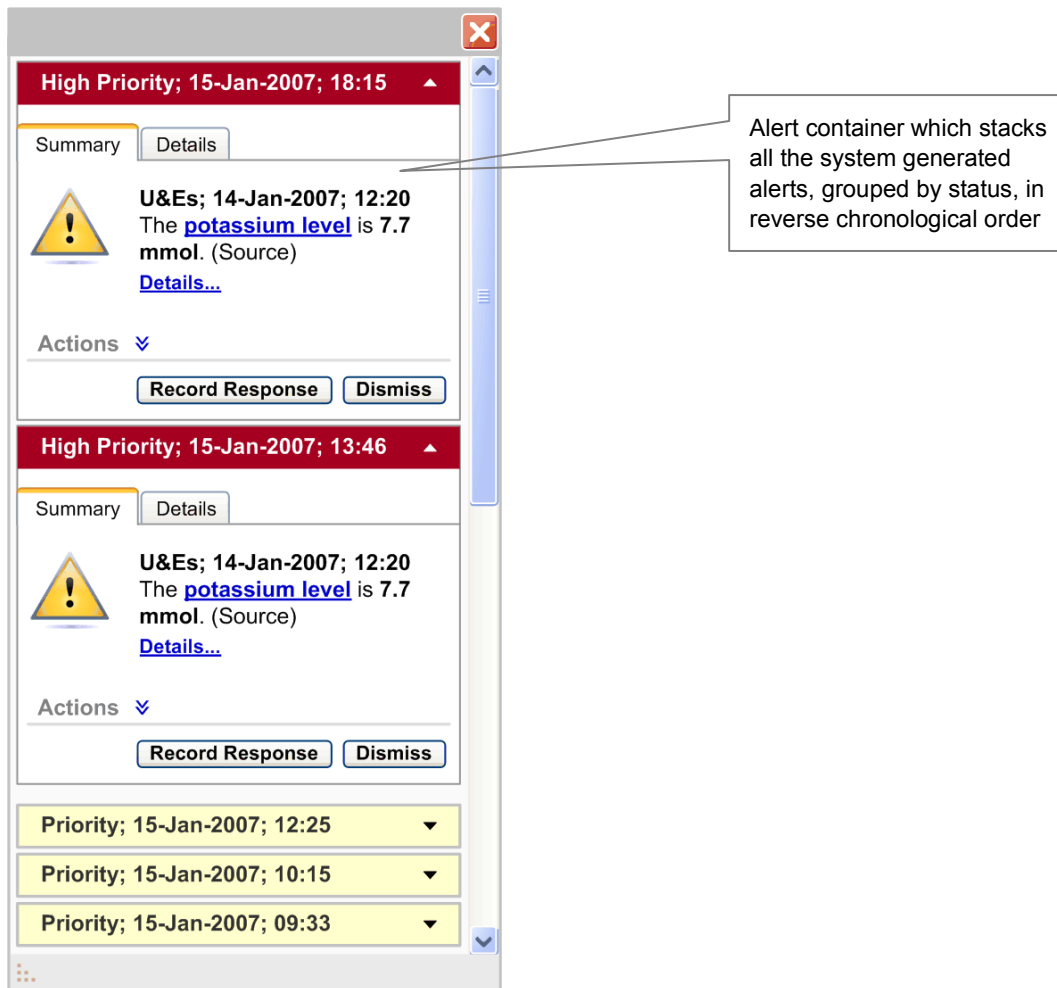 High Priority; 15-Jan-2007; 18:15
Summary Details
U&Es; 14-Jan-2007; 12:20
The potassium level is 7.7
mmol. (Source)
Details...
Actions
Record Response Dismiss
High Priority; 15-Jan-2007; 13:46
Summary Details
U&Es; 14-Jan-2007; 12:20
The potassium level is 7.7
mmol. (Source)
Details...
Actions
Record Response Dismiss
Priority; 15-Jan-2007; 12:25
Priority; 15-Jan-2007; 10:15
Priority; 15-Jan-2007; 09:33
Alert container which stacks
all the system generated
alerts, grouped by status, in
reverse chronological order